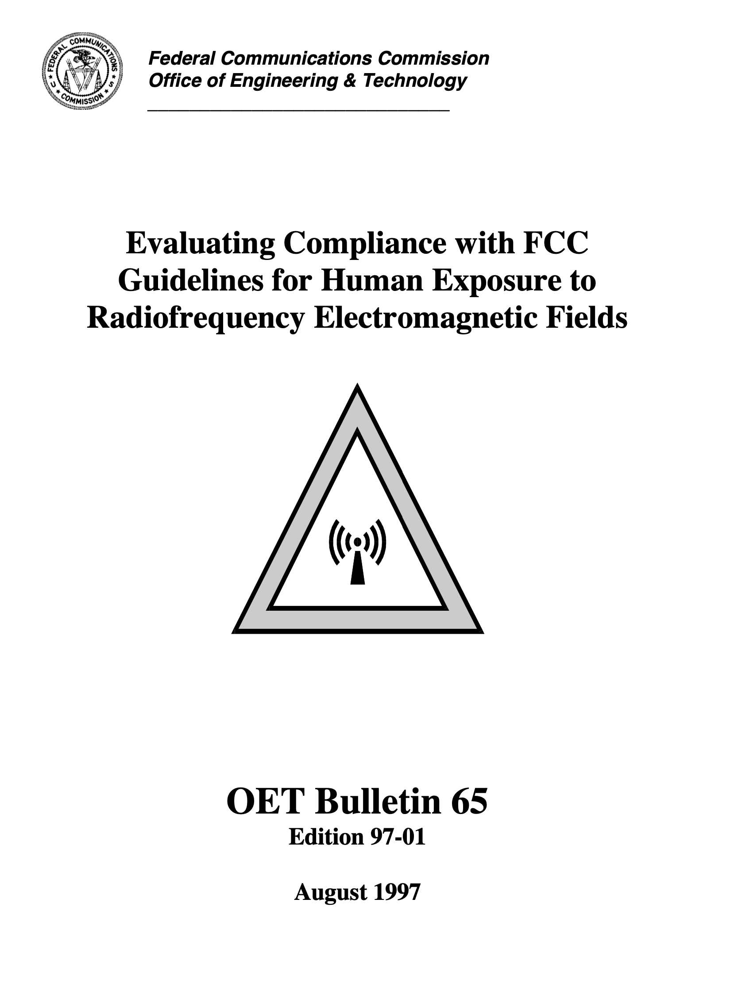 FEDERAL COMMUNICATIONS
U ★ COMMISSION ★ S
Federal Communications Commission
Office of Engineering & Technology
Evaluating Compliance with FCC
Guidelines for Human Exposure to
Radiofrequency Electromagnetic Fields
OET Bulletin 65
Edition 97-01
August 1997